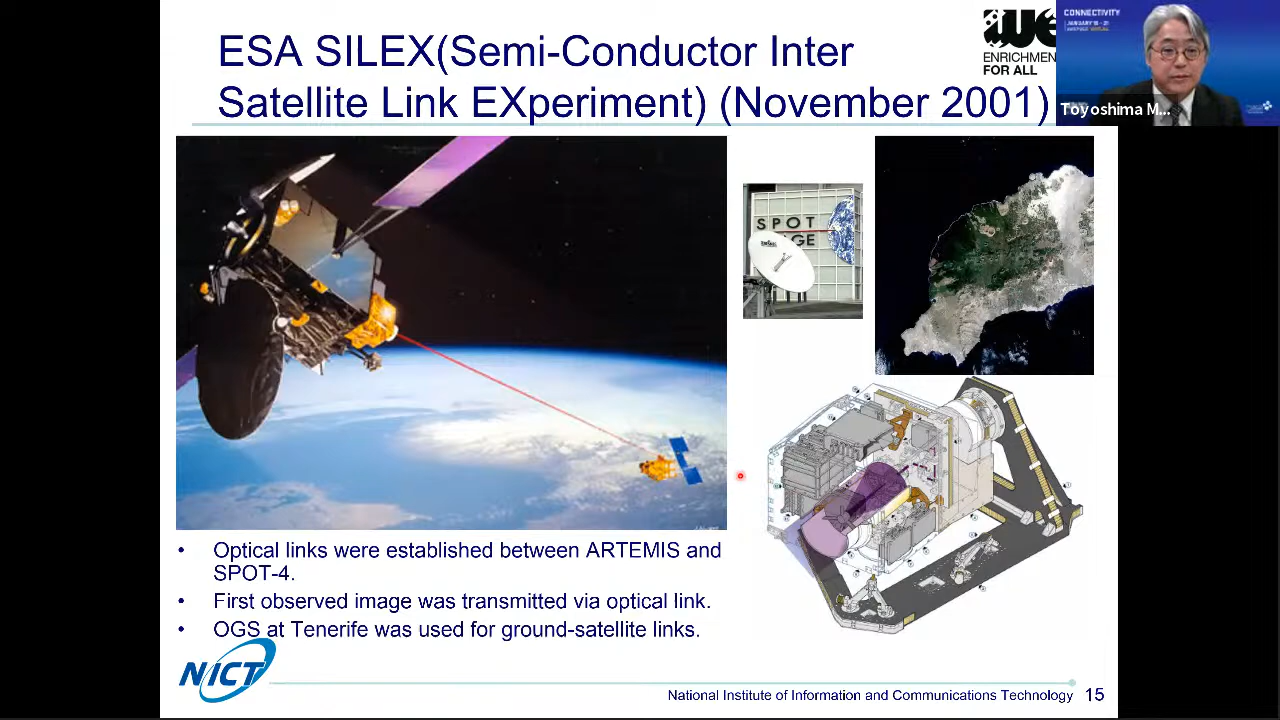 ESA SILEX(Semi-Conductor Inter
Satellite Link EXperiment) (November 2001)
ENRICHMENT
FOR ALL
CONNECTIVITY
Toyoshima M...
SPOT
• Optical links were established between ARTEMIS and
SPOT-4.
• First observed image was transmitted via optical link.
• OGS at Tenerife was used for ground-satellite links.
NICT
National Institute of Information and Communications Technology 15